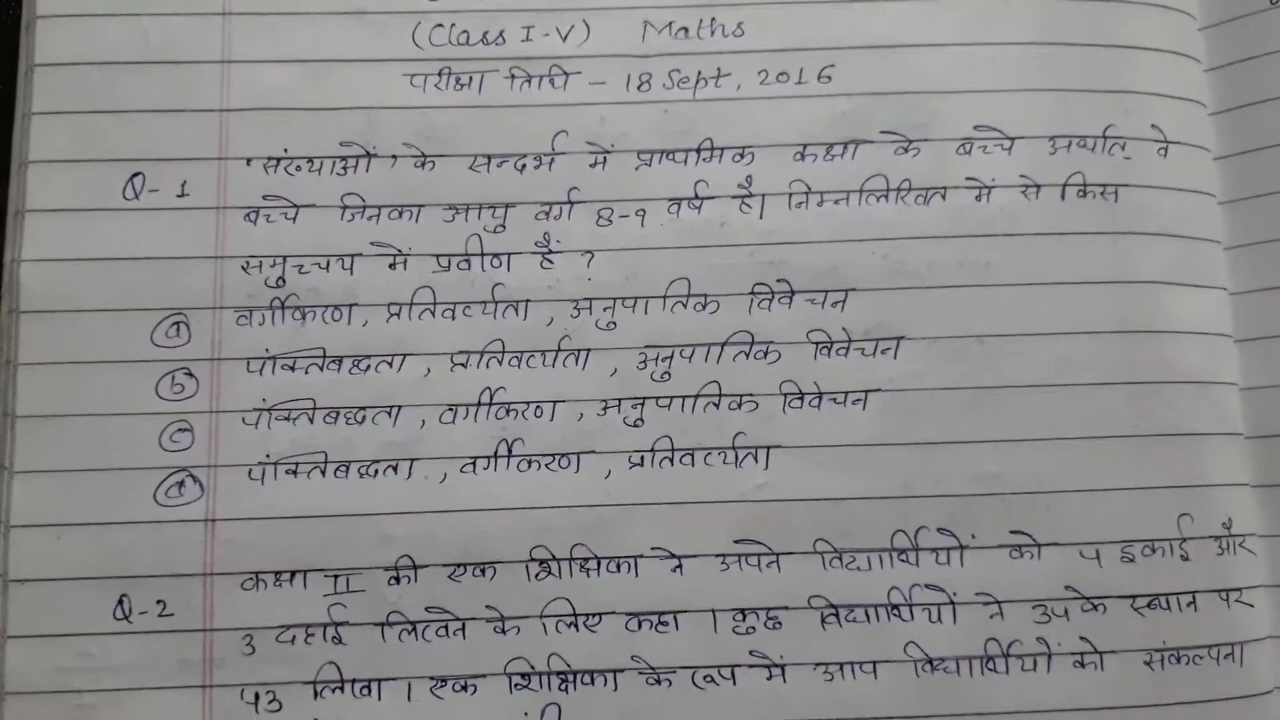 (Class I-V) Maths
परीक्षा तिथि - 18 Sept, 2016
Q-1 'संख्याओं' के सन्दर्भ में प्राथमिक कक्षा के बच्चे अर्थात् वे
बच्चे जिनका आयु वर्ग 8-9 वर्ष है। निम्नलिखित में से किस
समुच्चय में प्रवीण हैं ?
(a) वर्गीकरण, प्रतिवर्त्यता, अनुपातिक विवेचन
(b) पंक्तिबद्धता, प्रतिवर्त्यता, अनुपातिक विवेचन
(c) पंक्तिबद्धता, वर्गीकरण, अनुपातिक विवेचन
(d) पंक्तिबद्धता, वर्गीकरण, प्रतिवर्त्यता
Q-2 कक्षा II की एक शिक्षिका ने अपने विद्यार्थियों को 4 इकाई और
3 दहाई लिखने के लिए कहा । कुछ विद्यार्थियों ने 34 के स्थान पर
43 लिखा । एक शिक्षिका के रूप में आप विद्यार्थियों को संकल्पना